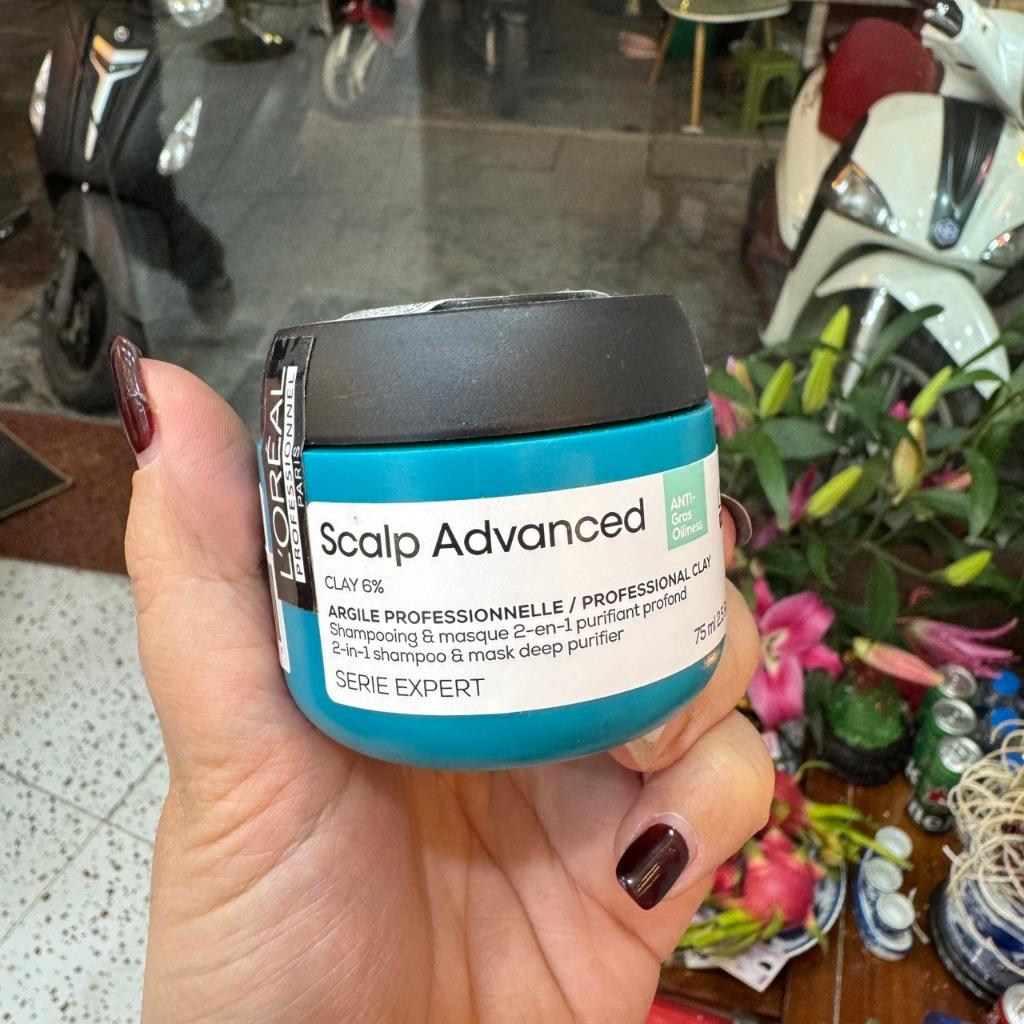 L'ORÉAL
PROFESSIONNEL
PARIS
Scalp Advanced
ANTI-
Gras
Oiliness
CLAY 6%
ARGILE PROFESSIONNELLE / PROFESSIONAL CLAY
Shampooing & masque 2-en-1 purifiant profond
2-in-1 shampoo & mask deep purifier
75 ml
SERIE EXPERT